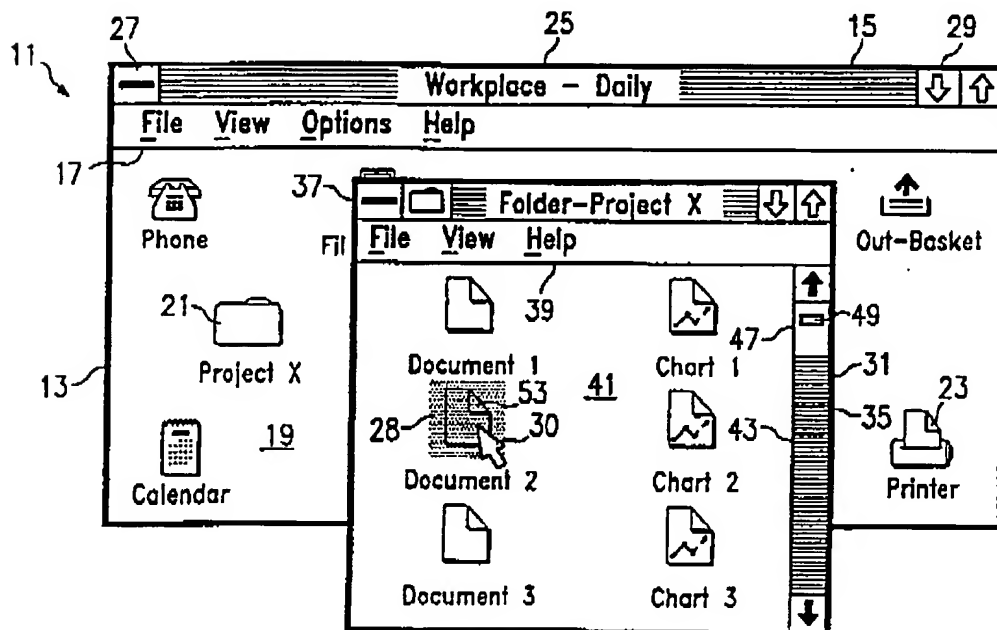 11
27
25
15
29
Workplace - Daily
File View Options Help
17
37
Folder-Project X
Phone
Fil
File View Help
Out-Basket
21
39
47
49
Project X
Document 1
41
Chart 1
31
13
53
28
30
43
35
23
19
Calendar
Document 2
Chart 2
Printer
Document 3
Chart 3